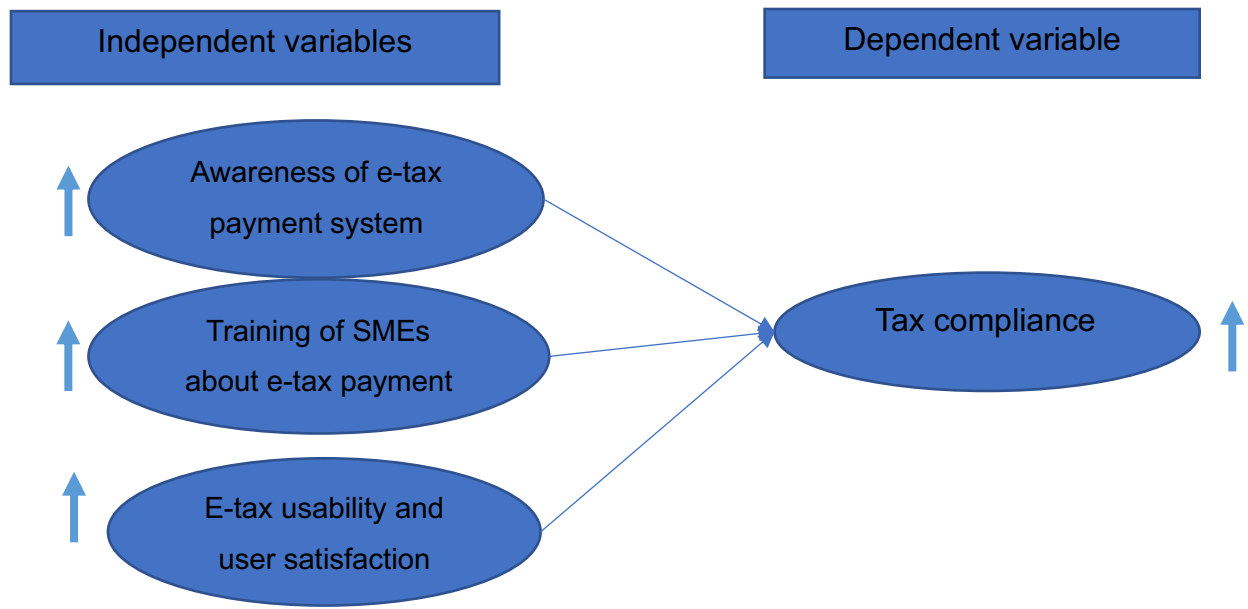 Independent variables
Dependent variable
Awareness of e-tax
payment system
Training of SMEs
about e-tax payment
E-tax usability and
user satisfaction
Tax compliance